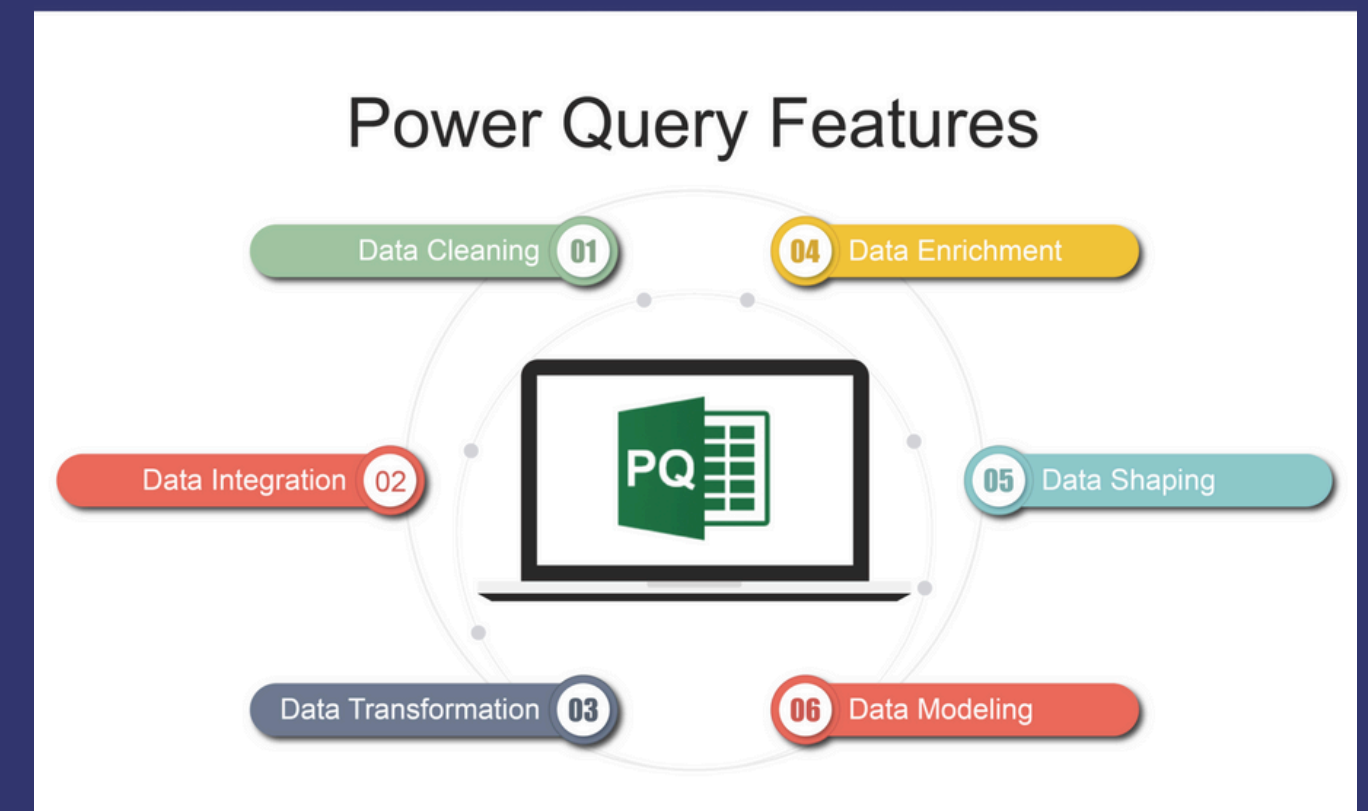 Power Query Features
Data Cleaning 01
Data Integration 02
Data Transformation 03
04 Data Enrichment
05 Data Shaping
06 Data Modeling
PQ